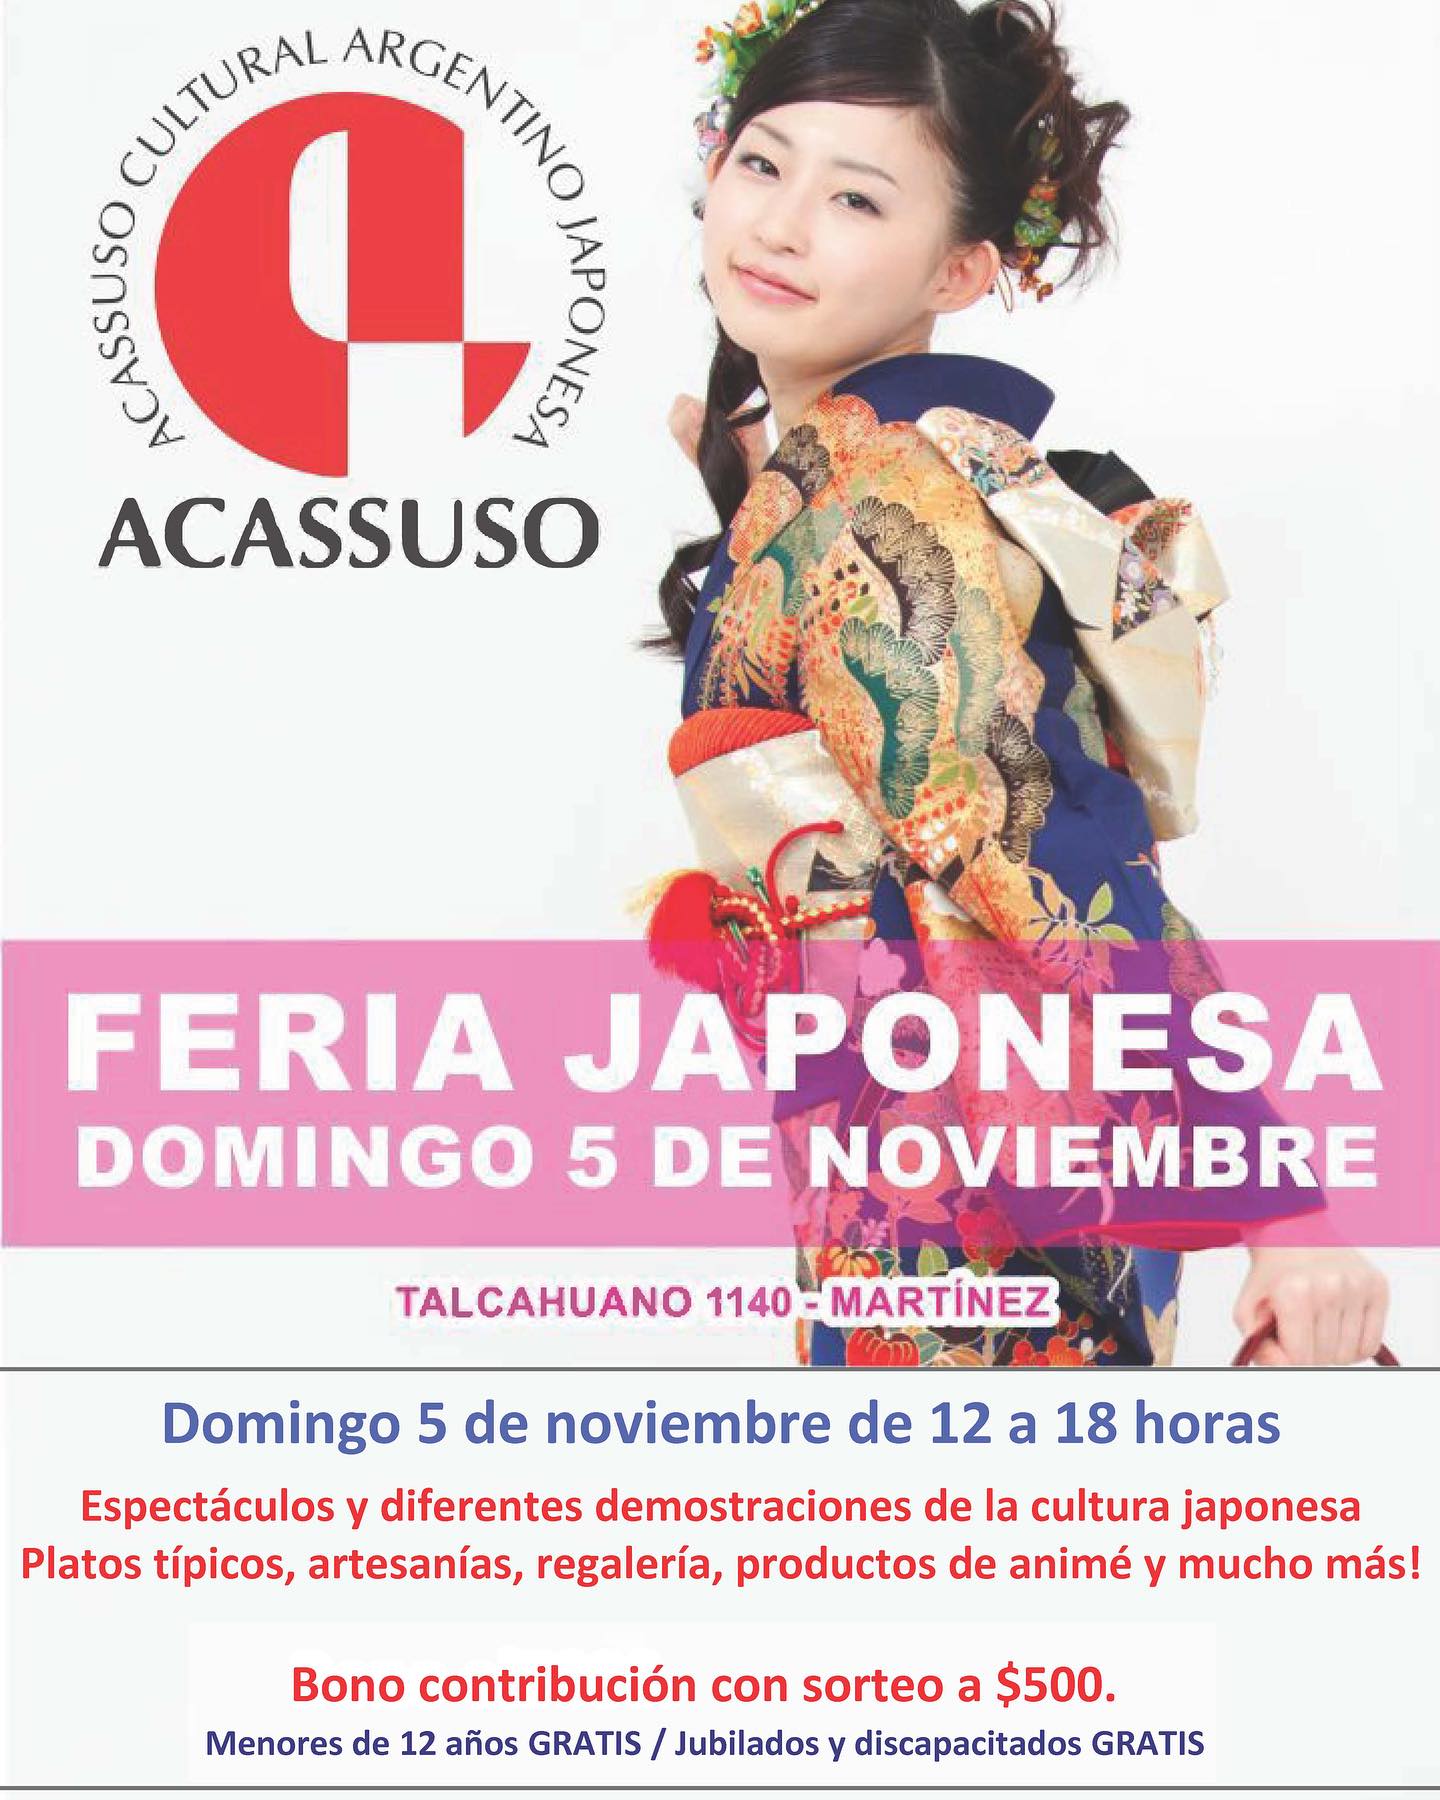 ACASSUSO CULTURAL ARGENTINO JAPONESA
ACASSUSO
FERIA JAPONESA
DOMINGO 5 DE NOVIEMBRE
TALCAHUANO 1140 - MARTÍNEZ
Domingo 5 de noviembre de 12 a 18 horas
Espectáculos y diferentes demostraciones de la cultura japonesa
Platos típicos, artesanías, regalería, productos de animé y mucho más!
Bono contribución con sorteo a $500.
Menores de 12 años GRATIS / Jubilados y discapacitados GRATIS